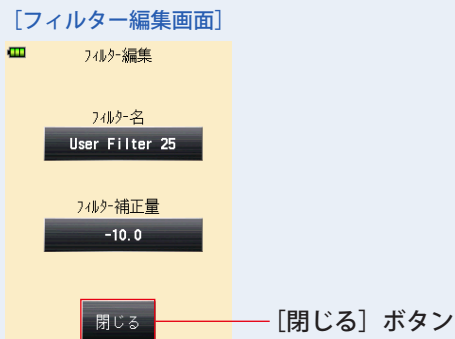 ［フィルター編集画面］
ﾌｨﾙﾀｰ編集
ﾌｨﾙﾀｰ名
User Filter 25
ﾌｨﾙﾀｰ補正量
-10.0
閉じる
［閉じる］ボタン